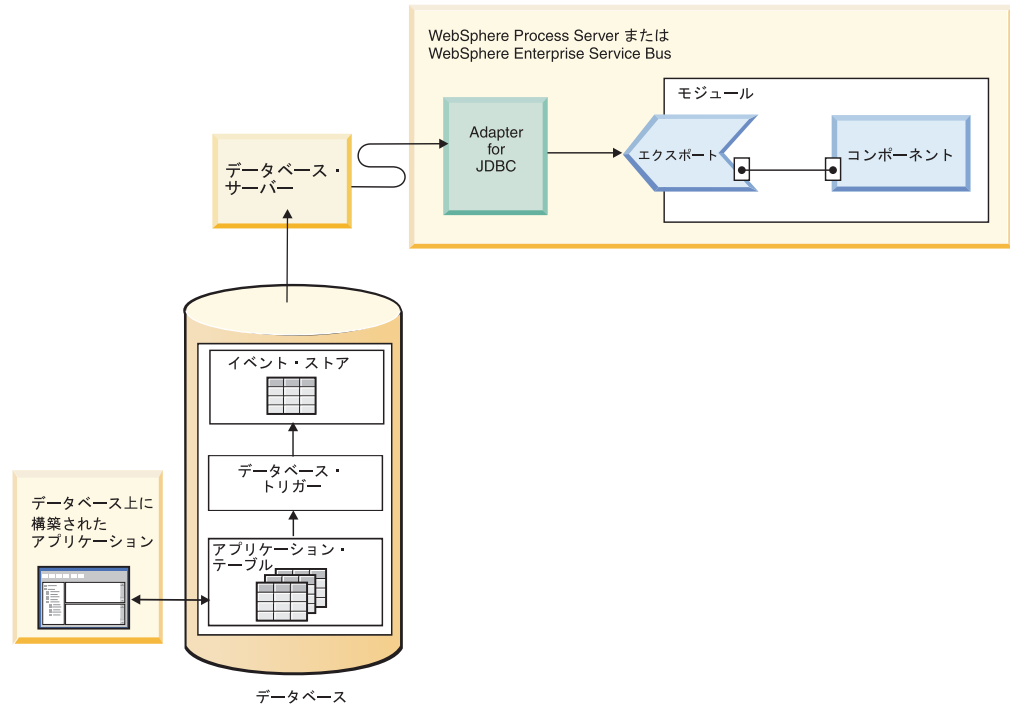 WebSphere Process Server または
WebSphere Enterprise Service Bus
モジュール
Adapter
for
JDBC
エクスポート
コンポーネント
データベース・
サーバー
イベント・ストア
データベース・
トリガー
アプリケーション・
テーブル
データベース上に
構築された
アプリケーション
データベース